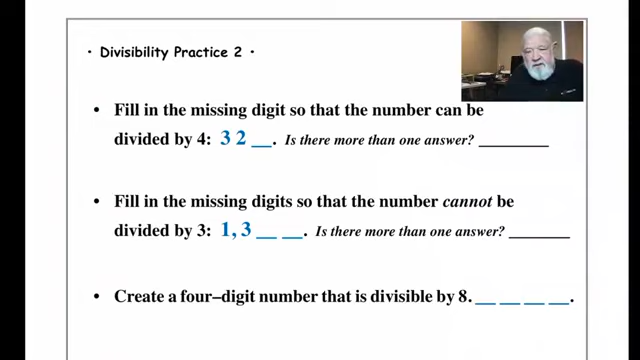 • Divisibility Practice 2 •
• Fill in the missing digit so that the number can be
divided by 4: 3 2 __. Is there more than one answer? ________
• Fill in the missing digits so that the number cannot be
divided by 3: 1, 3 __ __. Is there more than one answer? _______
• Create a four–digit number that is divisible by 8. __ __ __ __.